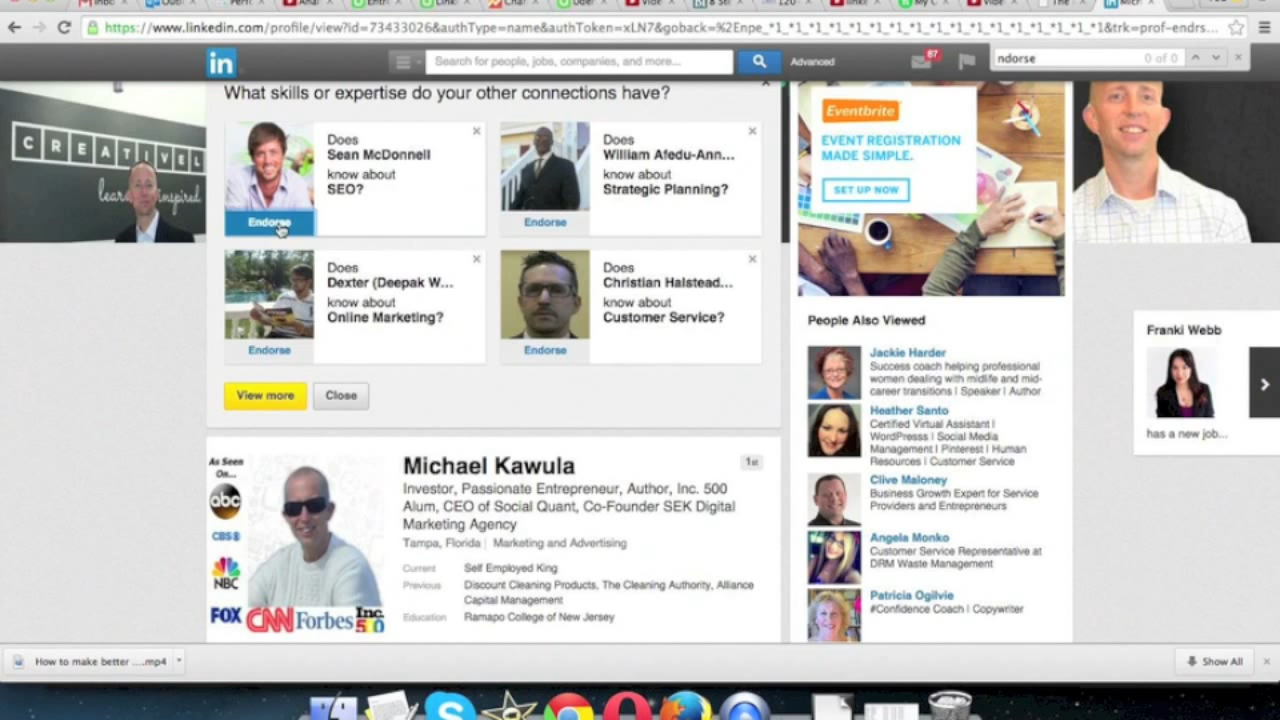 https://www.linkedin.com/profile/view?id=73433026&authType=name&authToken=xLN7&goback=%2Enpe_*1_*1_*1_*1_*1_*1_*1_*1_*1_*1_*1_*1_*1_*1_*1_*1_*1_*1&trk=prof-endrs...
in
Search for people, jobs, companies, and more...
Advanced
87
ndorse
0 of 0
What skills or expertise do your other connections have?
Does
Sean McDonnell
know about
SEO?
Endorse
Does
William Afedu-Ann...
know about
Strategic Planning?
Endorse
Does
Dexter (Deepak W...
know about
Online Marketing?
Endorse
Does
Christian Halstead...
know about
Customer Service?
Endorse
View more
Close
CREATIVEL
inspired
Eventbrite
EVENT REGISTRATION
MADE SIMPLE.
SET UP NOW
As Seen
On...
abc
CBS
NBC
FOX CNN Forbes Inc.
500
Michael Kawula
1st
Investor, Passionate Entrepreneur, Author, Inc. 500
Alum, CEO of Social Quant, Co-Founder SEK Digital
Marketing Agency
Tampa, Florida | Marketing and Advertising
Current Self Employed King
Previous Discount Cleaning Products, The Cleaning Authority, Alliance
Capital Management
Education Ramapo College of New Jersey
People Also Viewed
Jackie Harder
Success coach helping professional
women dealing with midlife and mid-
career transitions | Speaker | Author
Heather Santo
Certified Virtual Assistant |
WordPresss | Social Media
Management | Pinterest | Human
Resources | Customer Service
Clive Maloney
Business Growth Expert for Service
Providers and Entrepreneurs
Angela Monko
Customer Service Representative at
DRM Waste Management
Patricia Ogilvie
#Confidence Coach | Copywriter
Franki Webb
has a new job...
How to make better ....mp4
Show All